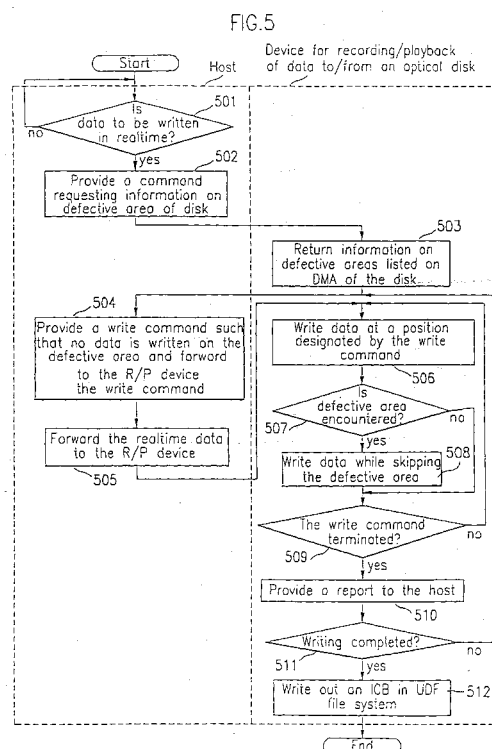 FIG.5
Device for recording/playback
of data to/from an optical disk
Host
Start
501
Is
data to be written
in realtime?
no
yes
502
Provide a command
requesting information on
defective area of disk
503
Return information on
defective areas listed on
DMA of the disk
504
Provide a write command such
that no data is written on
the defective area and forward
to the R/P device
the write command
Write data at a position
designated by the write
command
506
Is
defective area
encountered?
507
no
yes
Forward the realtime data
to the R/P device
505
Write data while skipping
the defective area
508
The write command
terminated?
509
no
yes
Provide a report to the host
510
Writing completed?
511
no
yes
Write out an ICB in UDF
file system
512
End